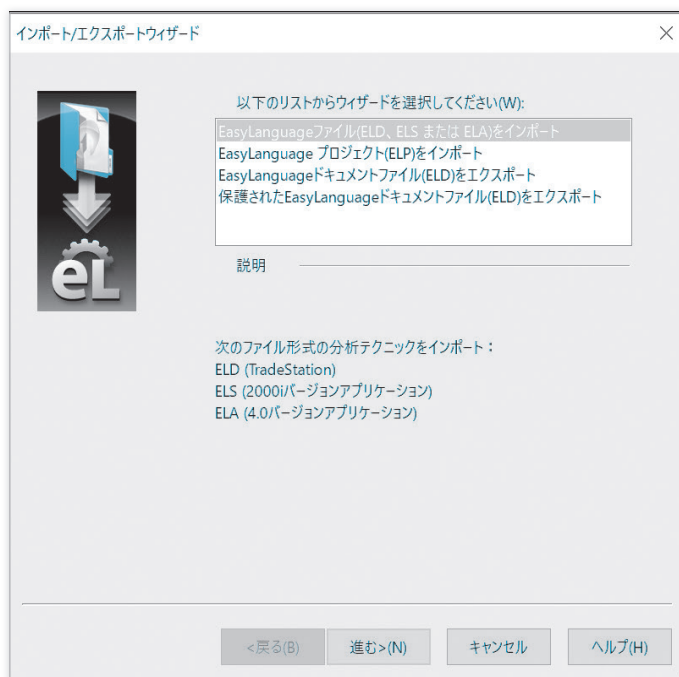 インポート/エクスポートウィザード
以下のリストからウィザードを選択してください(W):
EasyLanguageファイル(ELD、ELS または ELA)をインポート
EasyLanguage プロジェクト(ELP)をインポート
EasyLanguageドキュメントファイル(ELD)をエクスポート
保護されたEasyLanguageドキュメントファイル(ELD)をエクスポート
eL
説明
次のファイル形式の分析テクニックをインポート：
ELD (TradeStation)
ELS (2000iバージョンアプリケーション)
ELA (4.0バージョンアプリケーション)
<戻る(B)
進む>(N)
キャンセル
ヘルプ(H)